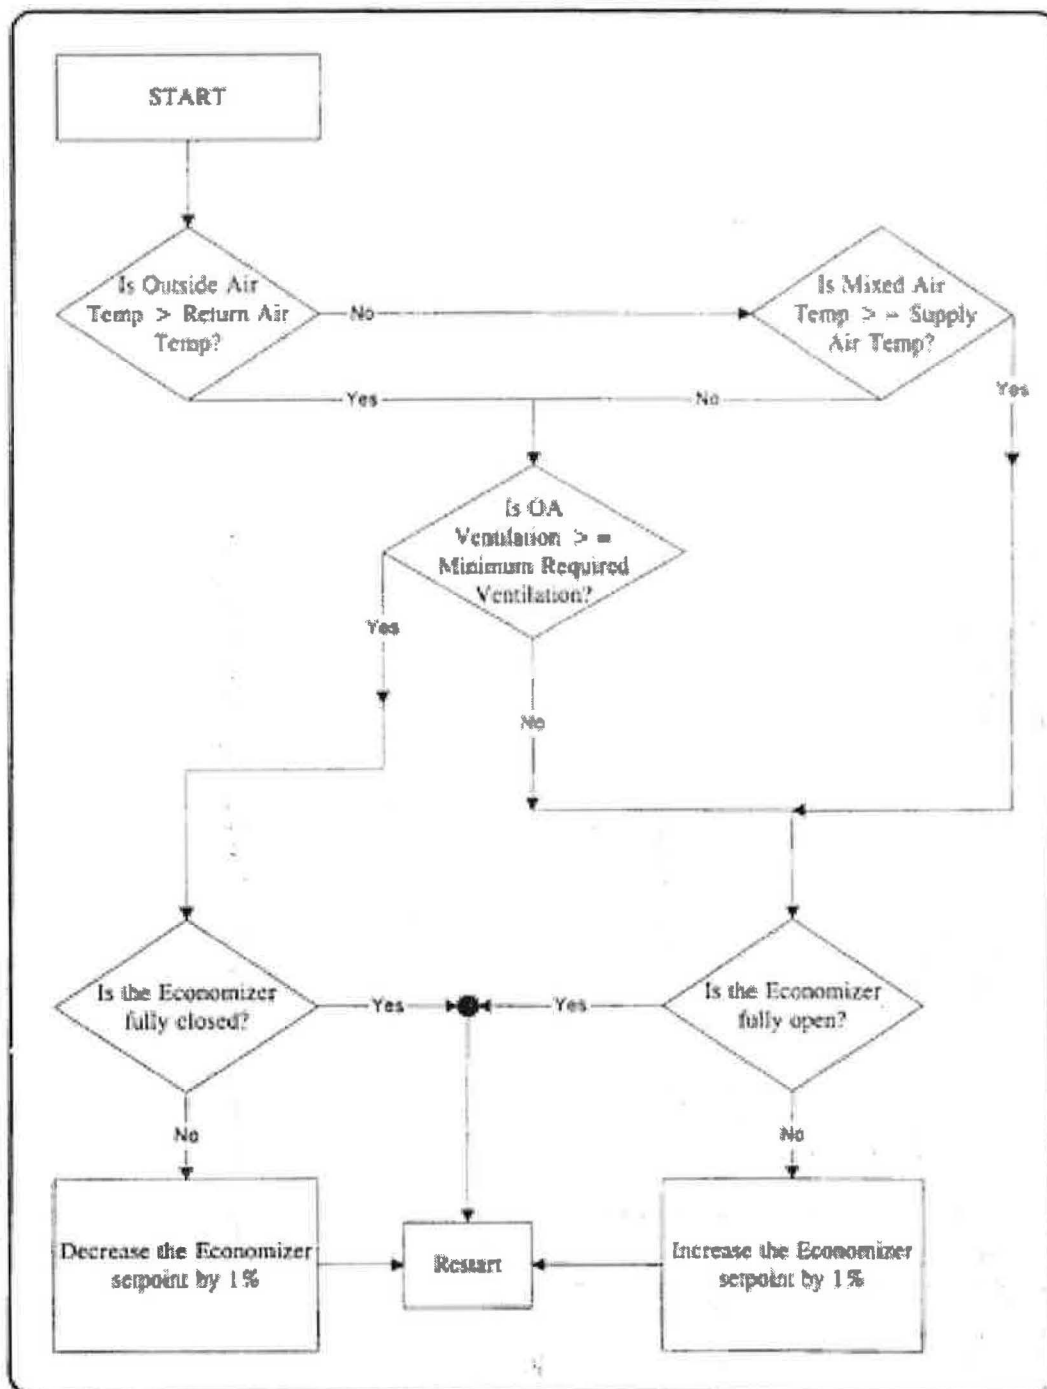 START
Is Outside Air
Temp > Return Air
Temp?
No
Is Mixed Air
Temp > = Supply
Air Temp?
Yes
No
Yes
Is OA
Ventilation > =
Minimum Required
Ventilation?
Yes
No
Is the Economizer
fully closed?
Yes
Yes
Is the Economizer
fully open?
No
No
Decrease the Economizer
setpoint by 1%
Restart
Increase the Economizer
setpoint by 1%